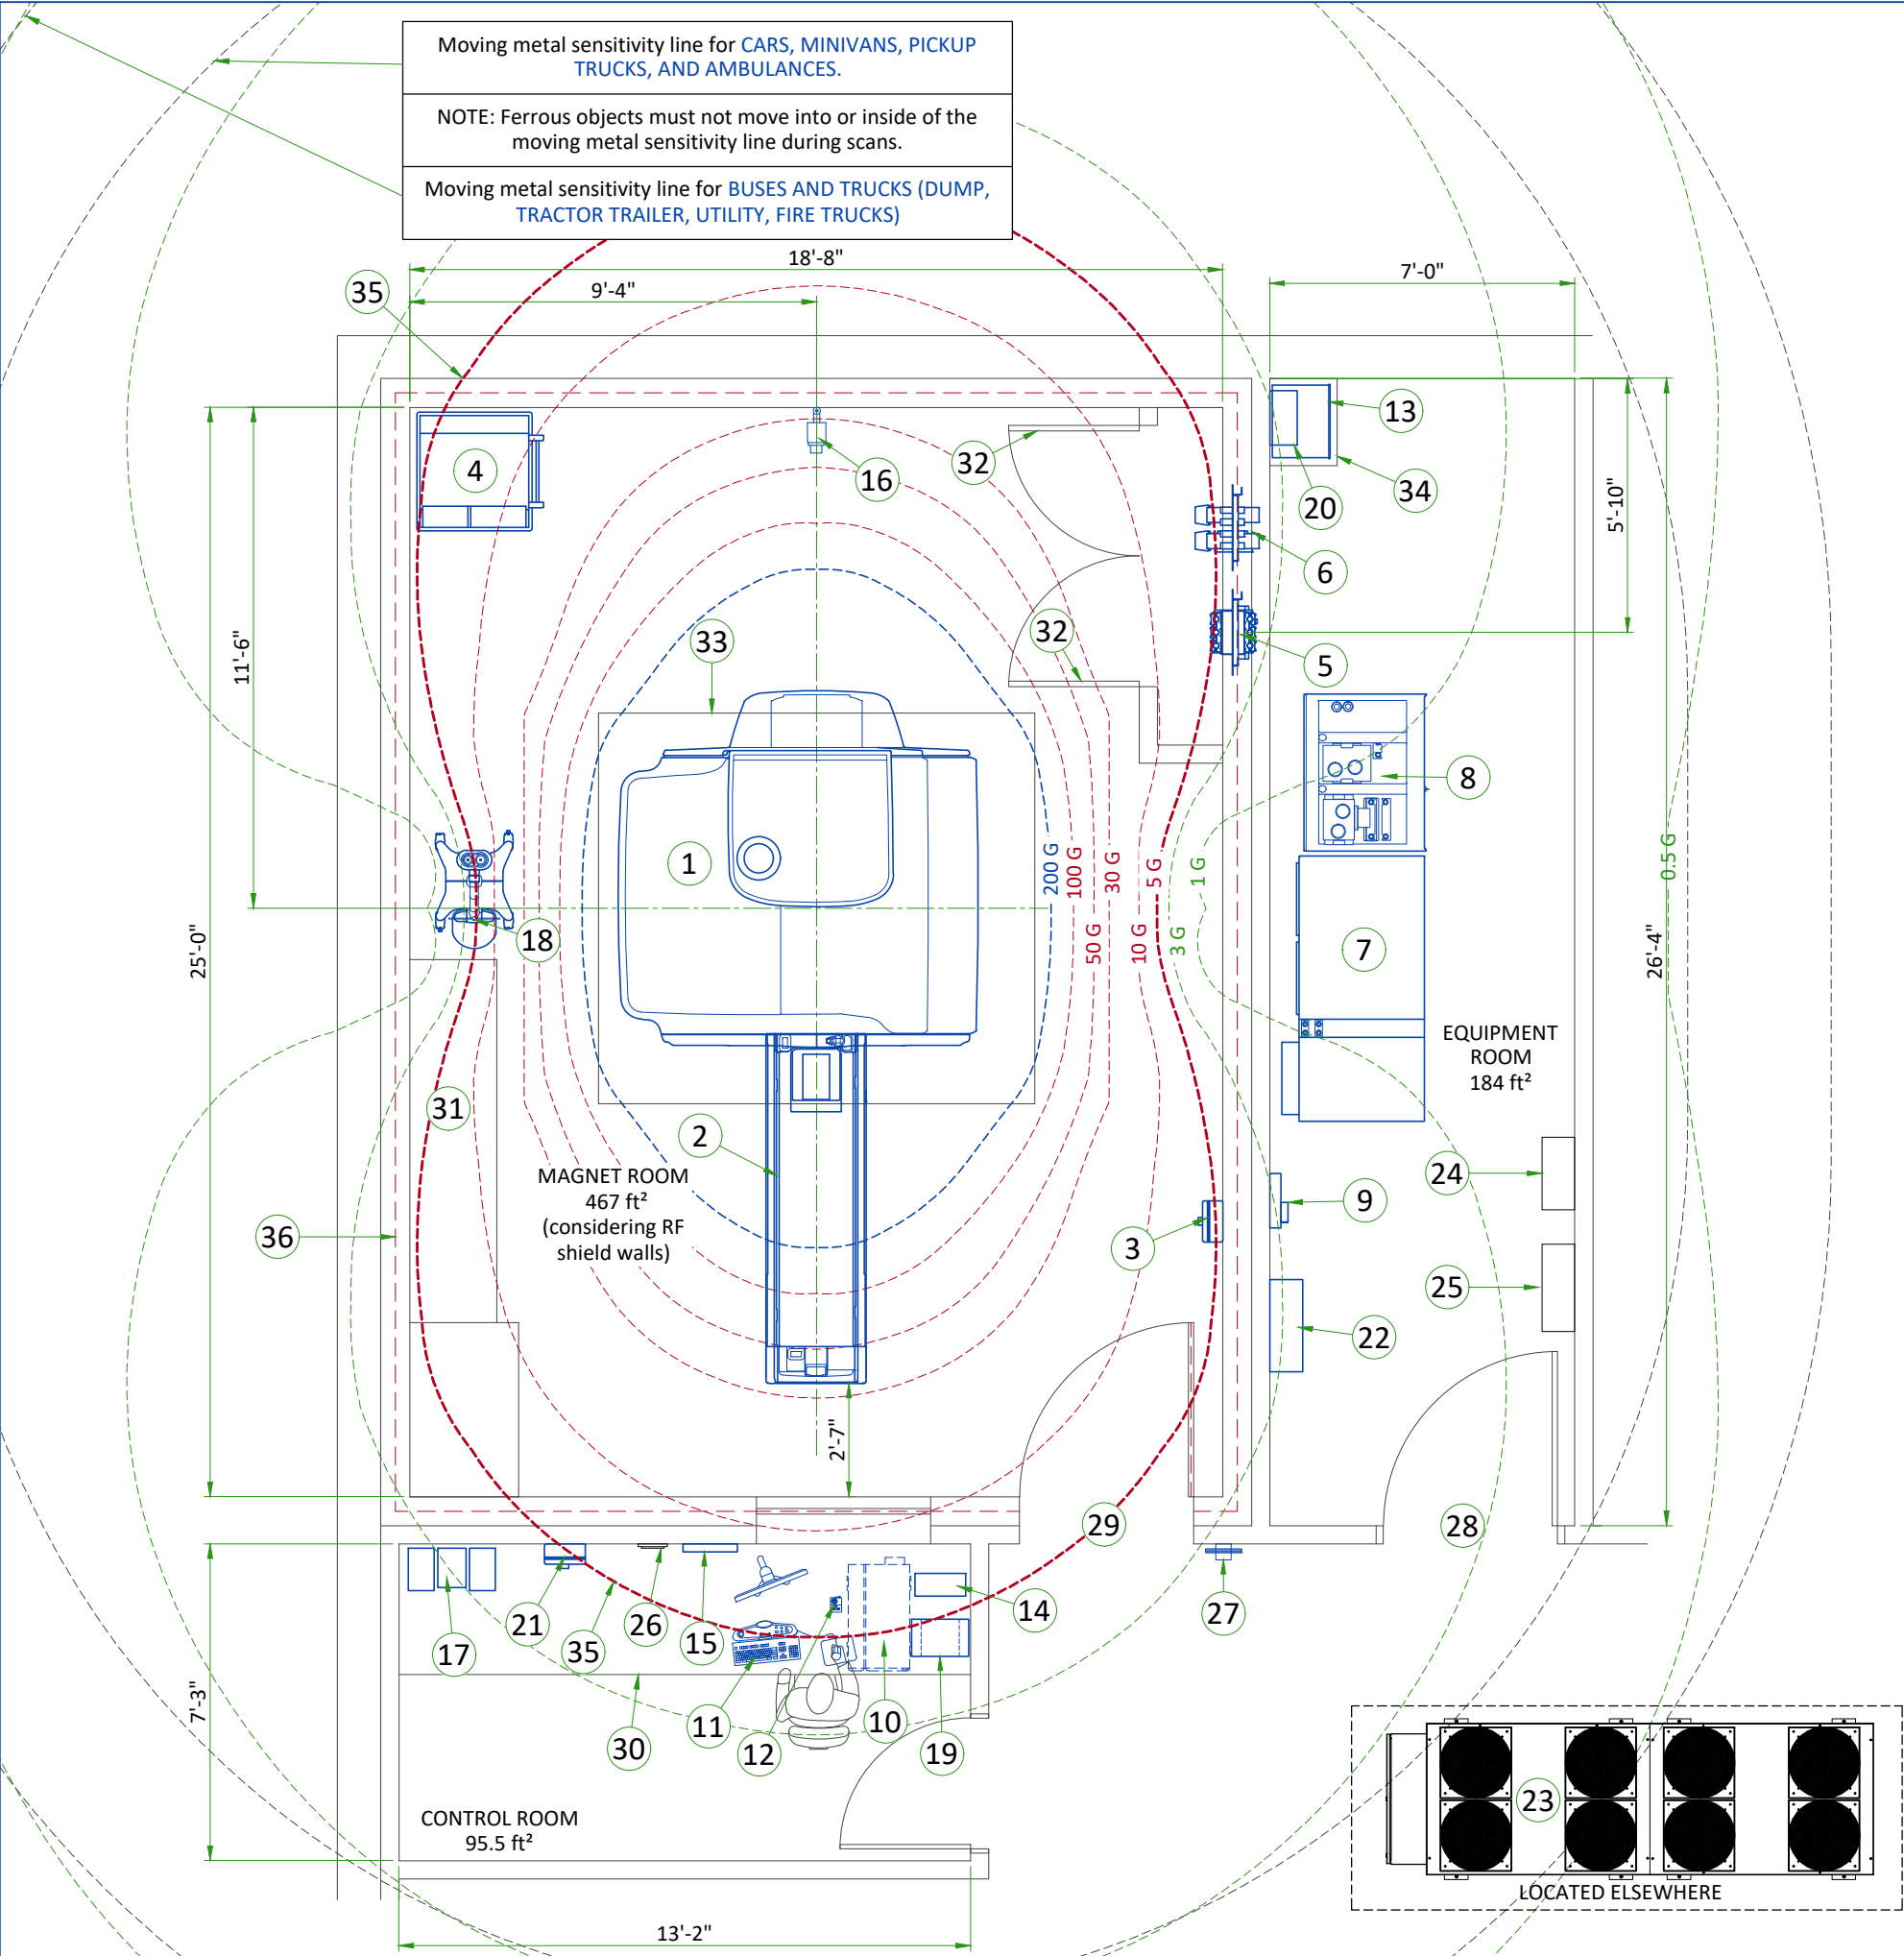 Moving metal sensitivity line for CARS, MINIVANS, PICKUP
TRUCKS, AND AMBULANCES.
NOTE: Ferrous objects must not move into or inside of the
moving metal sensitivity line during scans.
Moving metal sensitivity line for BUSES AND TRUCKS (DUMP,
TRACTOR TRAILER, UTILITY, FIRE TRUCKS)
18'-8"
7'-0"
9'-4"
35
13
4
32
16
34
20
5'-10"
6
11'-6"
33
32
5
8
1
200 G
100 G
50 G
30 G
10 G
5 G
3 G
1 G
0.5 G
18
7
25'-0"
26'-4"
EQUIPMENT
ROOM
184 ft²
31
2
MAGNET ROOM
467 ft²
(considering RF
shield walls)
24
9
36
3
25
22
2'-7"
29
28
14
27
21
26
15
35
17
7'-3"
11
10
30
12
19
23
CONTROL ROOM
95.5 ft²
LOCATED ELSEWHERE
13'-2"